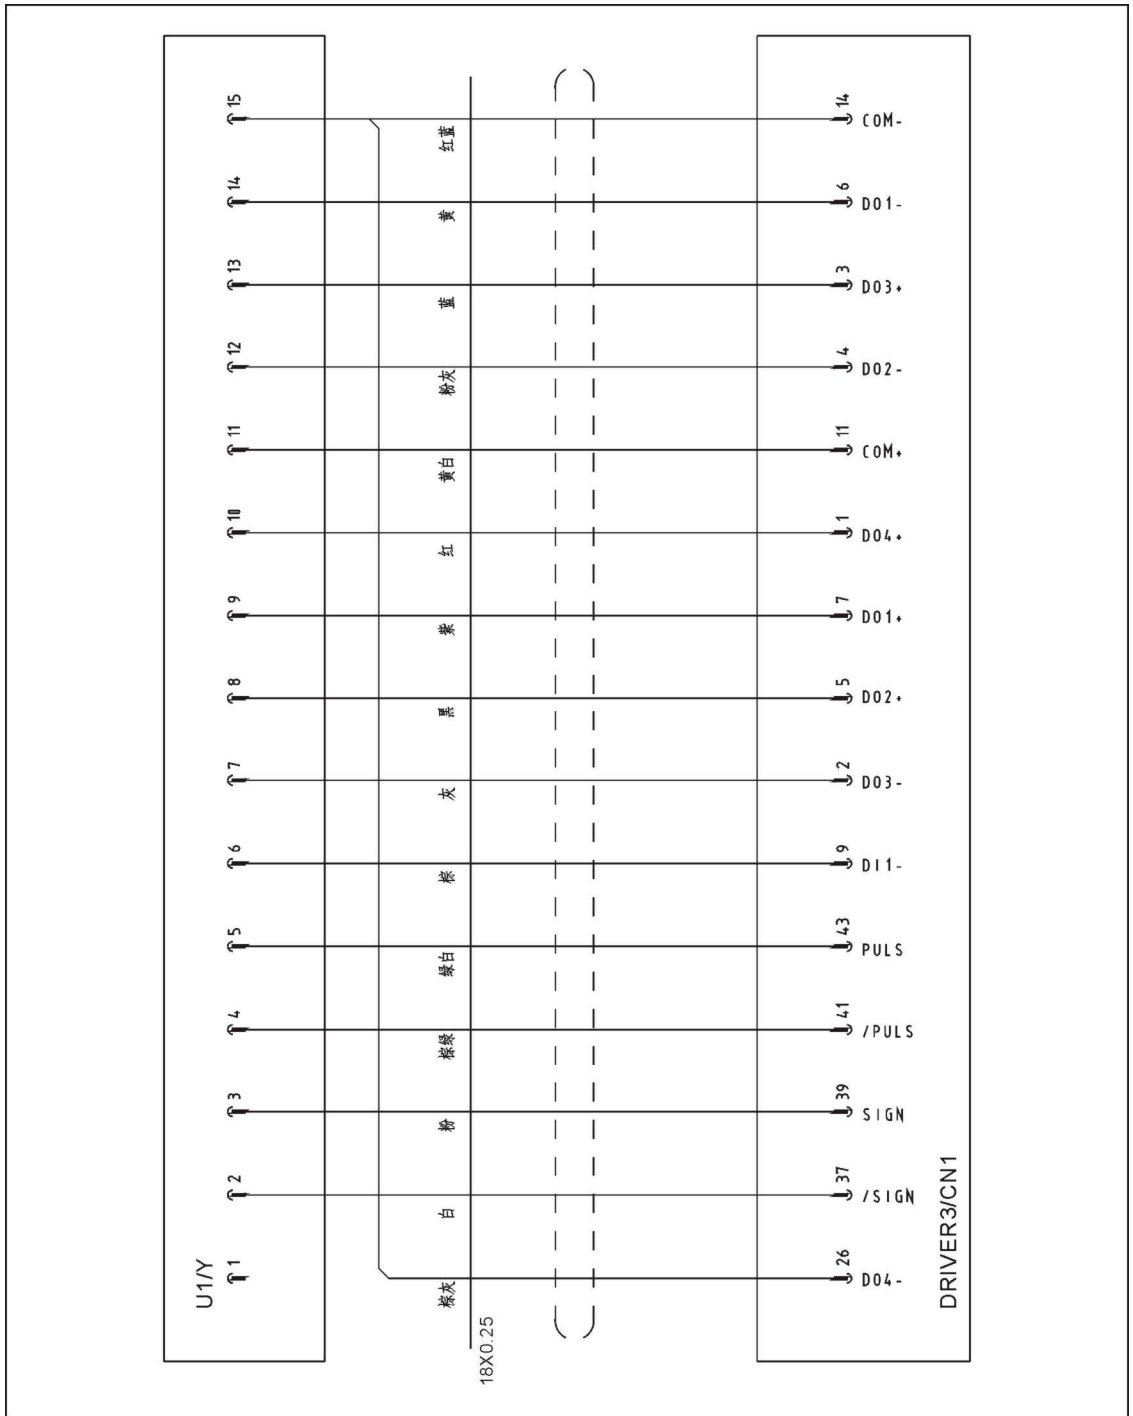 15 红蓝 14 COM-
14 黄 6 DO1-
13 蓝 3 DO3+
12 粉灰 4 DO2-
11 黄白 11 COM+
10 红 1 DO4+
9 紫 7 DO1+
8 黑 5 DO2+
7 灰 2 DO3-
6 棕 9 DI1-
5 绿白 43 PULS
4 棕绿 41 /PULS
3 粉 39 SIGN
2 白 37 /SIGN
1 棕灰 26 DO4-
U1/Y
18X0.25
DRIVER3/CN1